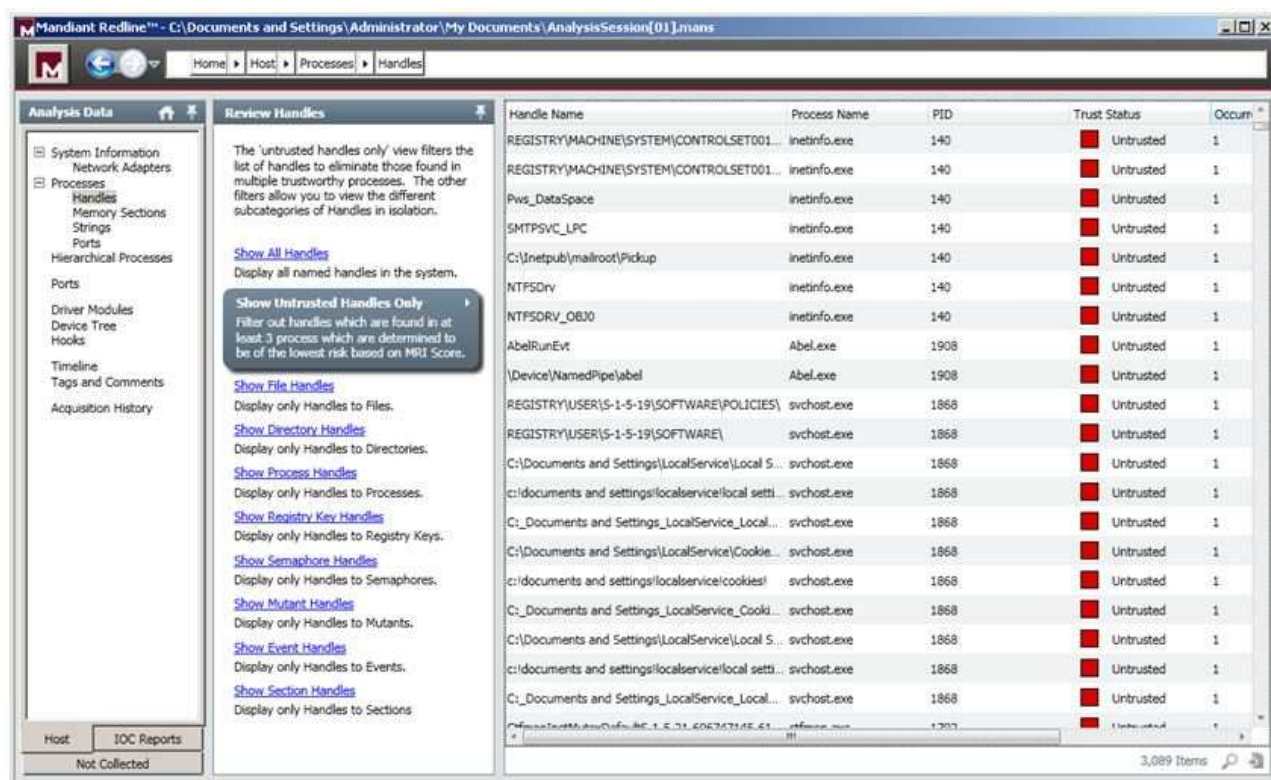 Mandiant Redline™ - C:\Documents and Settings\Administrator\My Documents\AnalysisSession[01].mans
M
Home Host Processes Handles
Analysis Data
System Information
Network Adapters
Processes
Handles
Memory Sections
Strings
Ports
Hierarchical Processes
Ports
Driver Modules
Device Tree
Hooks
Timeline
Tags and Comments
Acquisition History
Host IOC Reports
Not Collected
Review Handles
The 'untrusted handles only' view filters the
list of handles to eliminate those found in
multiple trustworthy processes. The other
filters allow you to view the different
subcategories of Handles in isolation.
Show All Handles
Display all named handles in the system.
Show Untrusted Handles Only
Filter out handles which are found in at
least 3 process which are determined to
be of the lowest risk based on MRI Score.
Show File Handles
Display only Handles to Files.
Show Directory Handles
Display only Handles to Directories.
Show Process Handles
Display only Handles to Processes.
Show Registry Key Handles
Display only Handles to Registry Keys.
Show Semaphore Handles
Display only Handles to Semaphores.
Show Mutant Handles
Display only Handles to Mutants.
Show Event Handles
Display only Handles to Events.
Show Section Handles
Display only Handles to Sections
Handle Name Process Name PID Trust Status Occurr
REGISTRY\MACHINE\SYSTEM\CONTROLSET001... inetinfo.exe 140 Untrusted 1
REGISTRY\MACHINE\SYSTEM\CONTROLSET001... inetinfo.exe 140 Untrusted 1
Pws_DataSpace inetinfo.exe 140 Untrusted 1
SMTPSVC_LPC inetinfo.exe 140 Untrusted 1
C:\Inetpub\mailroot\Pickup inetinfo.exe 140 Untrusted 1
NTFSDrv inetinfo.exe 140 Untrusted 1
NTFSDRV_OBJ0 inetinfo.exe 140 Untrusted 1
AbelRunEvt Abel.exe 1908 Untrusted 1
\Device\NamedPipe\abel Abel.exe 1908 Untrusted 1
REGISTRY\USER\S-1-5-19\SOFTWARE\POLICIES\ svchost.exe 1868 Untrusted 1
REGISTRY\USER\S-1-5-19\SOFTWARE\ svchost.exe 1868 Untrusted 1
C:\Documents and Settings\LocalService\Local S... svchost.exe 1868 Untrusted 1
c:!documents and settings!localservice!local setti... svchost.exe 1868 Untrusted 1
C:_Documents and Settings_LocalService_Local... svchost.exe 1868 Untrusted 1
C:\Documents and Settings\LocalService\Cookie... svchost.exe 1868 Untrusted 1
c:!documents and settings!localservice!cookies! svchost.exe 1868 Untrusted 1
C:_Documents and Settings_LocalService_Cooki... svchost.exe 1868 Untrusted 1
C:\Documents and Settings\LocalService\Local S... svchost.exe 1868 Untrusted 1
c:!documents and settings!localservice!local setti... svchost.exe 1868 Untrusted 1
C:_Documents and Settings_LocalService_Local... svchost.exe 1868 Untrusted 1
3,089 Items